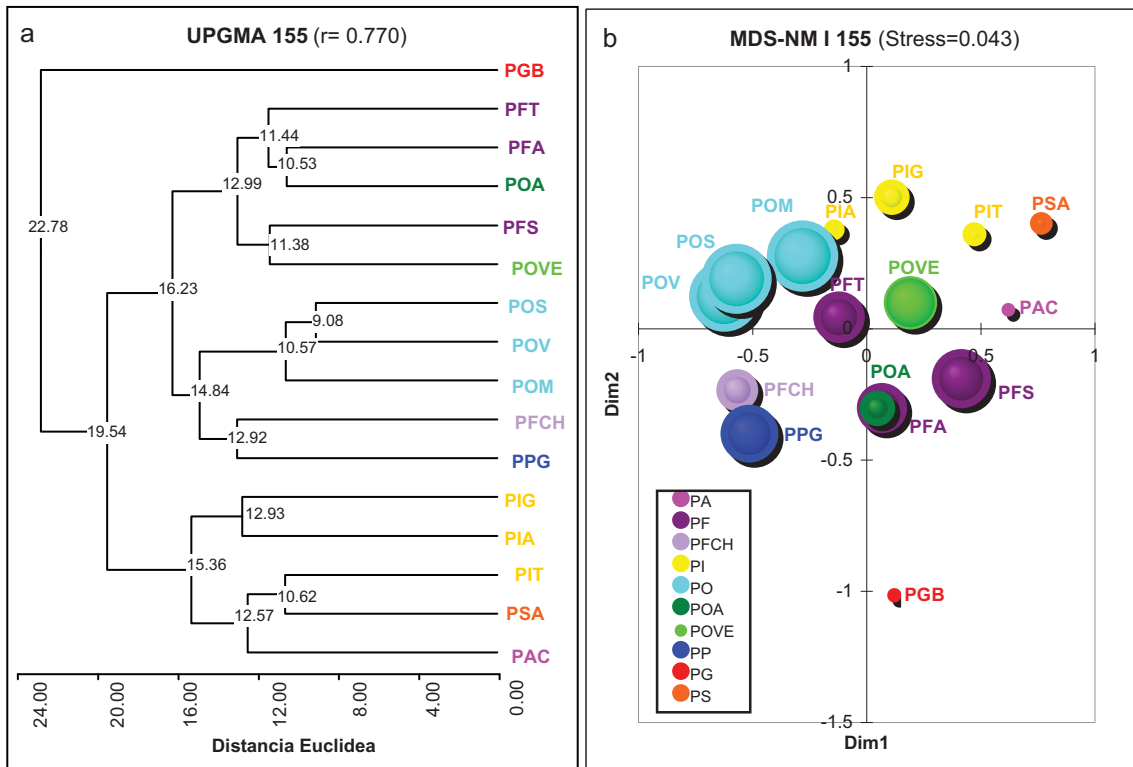 a
UPGMA 155 (r= 0.770)
PGB
PFT
11.44
PFA
10.53
POA
12.99
22.78
PFS
11.38
POVE
16.23
POS
9.08
POV
10.57
POM
14.84
PFCH
19.54
12.92
PPG
PIG
12.93
PIA
15.36
PIT
10.62
PSA
12.57
PAC
24.00
20.00
16.00
12.00
8.00
4.00
0.00
Distancia Euclidea
b
MDS-NM I 155 (Stress=0.043)
1
PIG
0.5
PSA
PIT
PIA
POM
POS
POVE
POV
PFT
PAC
0
-1
-0.5
0
0.5
1
Dim2
PFCH
POA
PFS
PPG
PFA
-0.5
PA
PF
PFCH
PI
PO
POA
POVE
PP
PG
PS
-1
PGB
-1.5
Dim1